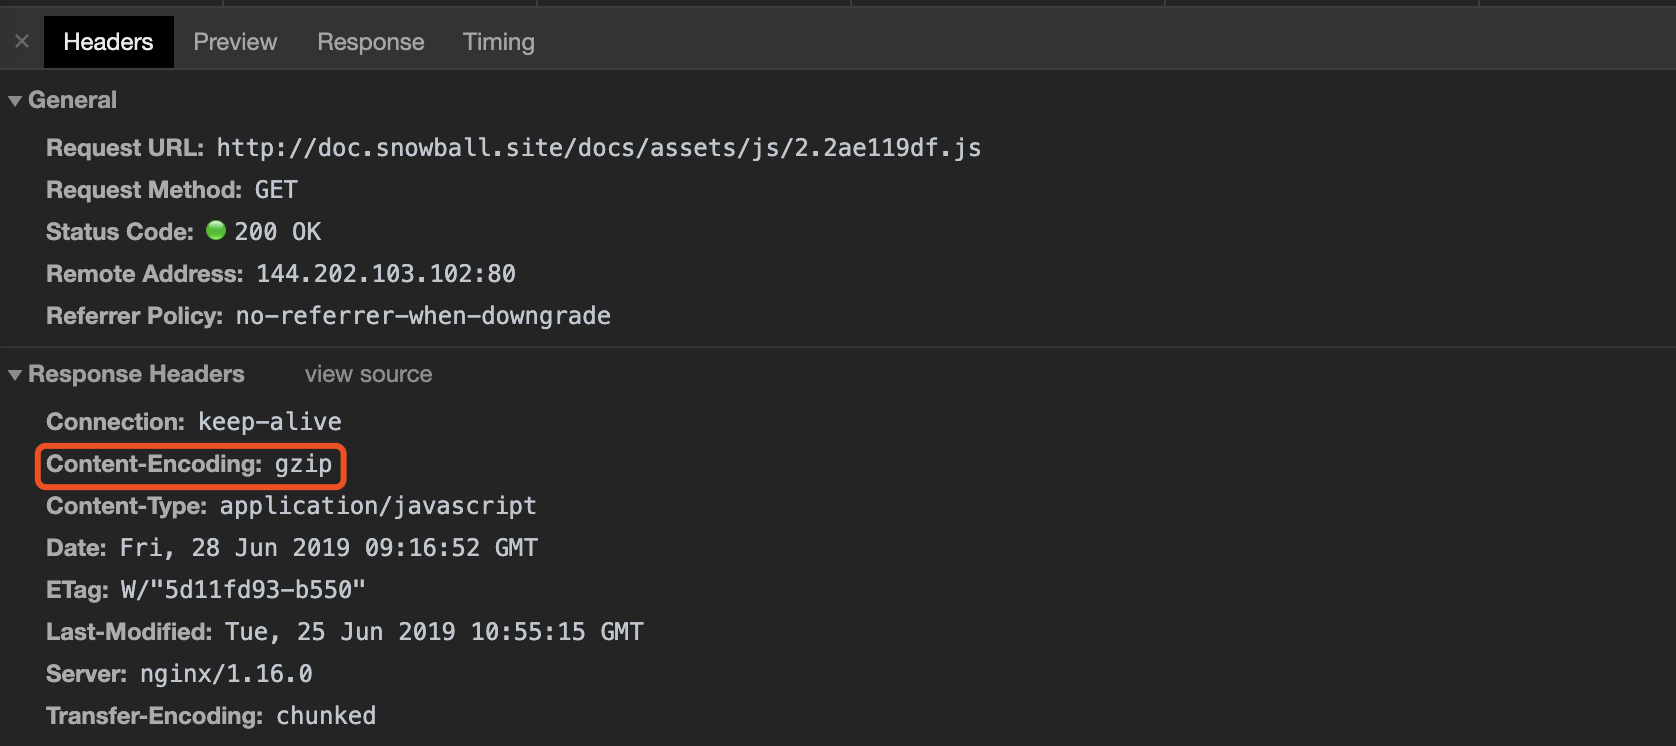 × Headers Preview Response Timing
▼ General
Request URL: http://doc.snowball.site/docs/assets/js/2.2ae119df.js
Request Method: GET
Status Code: 200 OK
Remote Address: 144.202.103.102:80
Referrer Policy: no-referrer-when-downgrade
▼ Response Headers view source
Connection: keep-alive
Content-Encoding: gzip
Content-Type: application/javascript
Date: Fri, 28 Jun 2019 09:16:52 GMT
ETag: W/"5d11fd93-b550"
Last-Modified: Tue, 25 Jun 2019 10:55:15 GMT
Server: nginx/1.16.0
Transfer-Encoding: chunked